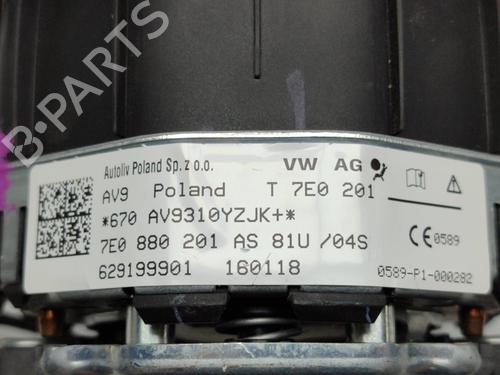 B-PARTS
Autoliv Poland Sp. z o.o.
VW AG
AV9 Poland T 7E0 201
*670 AV9310YZJK+*
7E0 880 201 AS 81U /04S
CE 0589
629199901 160118
0589-P1-000282